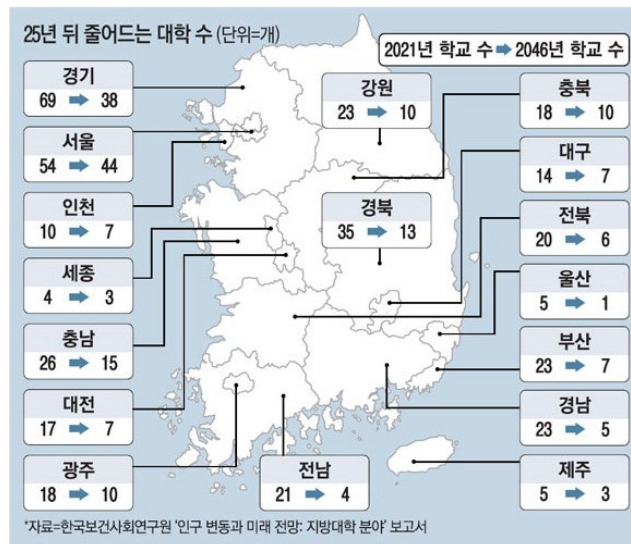 25년 뒤 줄어드는 대학 수 (단위=개)
2021년 학교 수 ➡ 2046년 학교 수
경기
69 ➡ 38
서울
54 ➡ 44
인천
10 ➡ 7
세종
4 ➡ 3
충남
26 ➡ 15
대전
17 ➡ 7
광주
18 ➡ 10
강원
23 ➡ 10
경북
35 ➡ 13
전남
21 ➡ 4
충북
18 ➡ 10
대구
14 ➡ 7
전북
20 ➡ 6
울산
5 ➡ 1
부산
23 ➡ 7
경남
23 ➡ 5
제주
5 ➡ 3
*자료=한국보건사회연구원 '인구 변동과 미래 전망: 지방대학 분야' 보고서